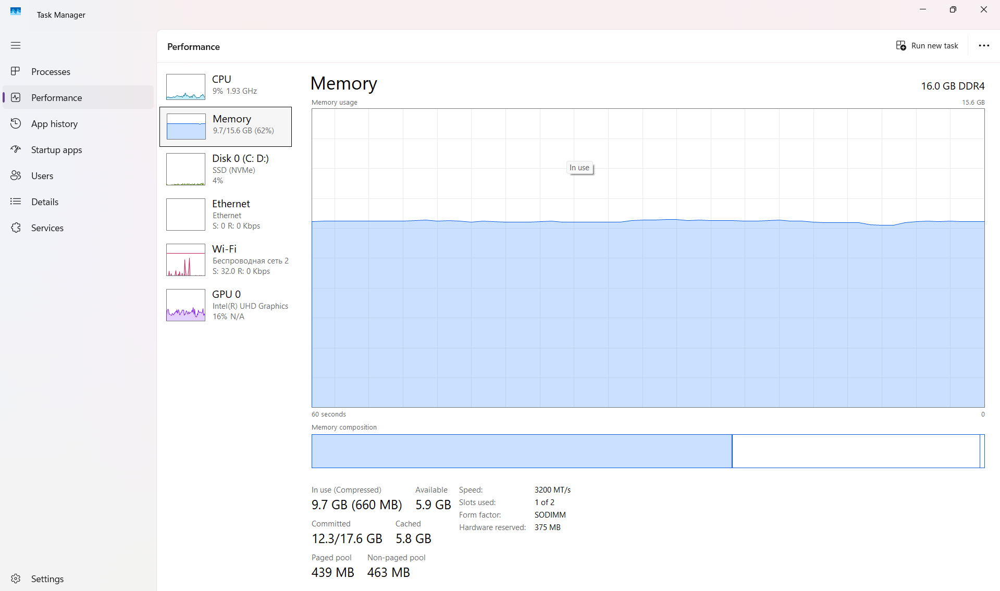 Task Manager
Processes
Performance
App history
Startup apps
Users
Details
Services
Settings
Performance
Run new task
CPU
9% 1.93 GHz
Memory
9.7/15.6 GB (62%)
Disk 0 (C: D:)
SSD (NVMe)
4%
Ethernet
Ethernet
S: 0 R: 0 Kbps
Wi-Fi
Беспроводная сеть 2
S: 32.0 R: 0 Kbps
GPU 0
Intel(R) UHD Graphics
16% N/A
Memory
16.0 GB DDR4
Memory usage
15.6 GB
In use
60 seconds
0
Memory composition
In use (Compressed)
9.7 GB (660 MB)
Available
5.9 GB
Committed
12.3/17.6 GB
Cached
5.8 GB
Paged pool
439 MB
Non-paged pool
463 MB
Speed: 3200 MT/s
Slots used: 1 of 2
Form factor: SODIMM
Hardware reserved: 375 MB